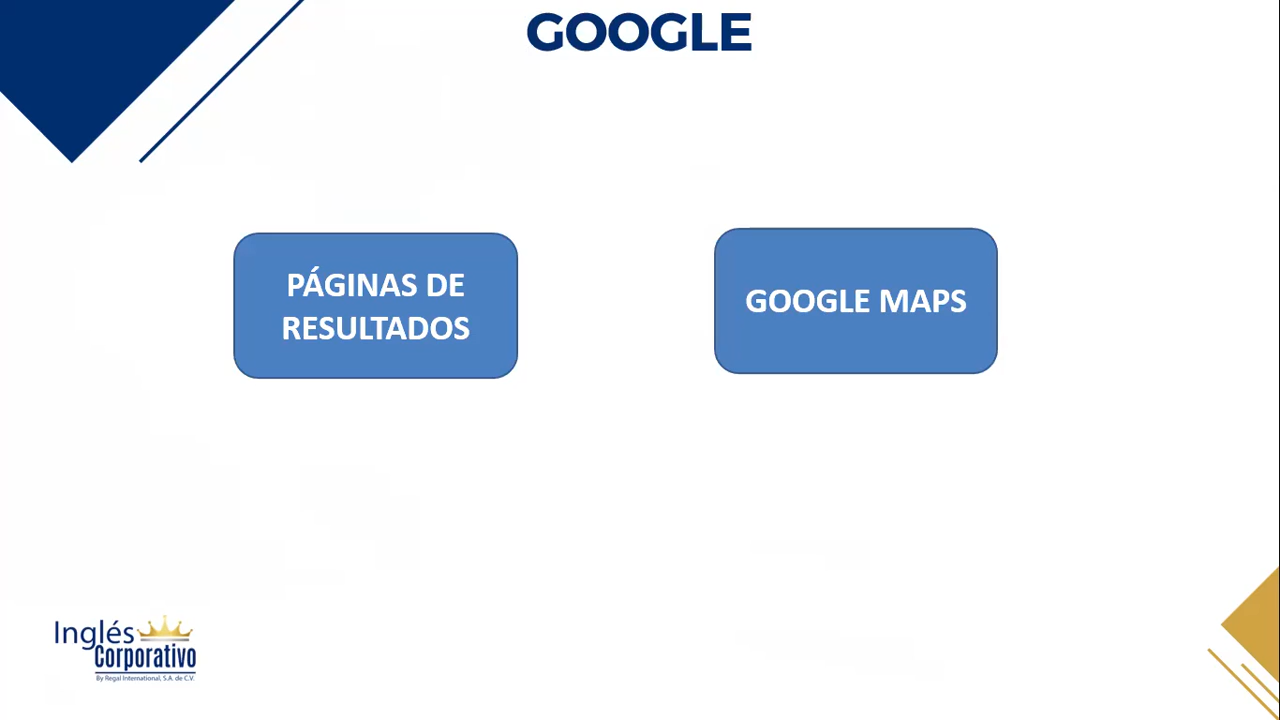 GOOGLE
PÁGINAS DE
RESULTADOS
GOOGLE MAPS
Inglés
Corporativo
By Regal International, S.A. de C.V.